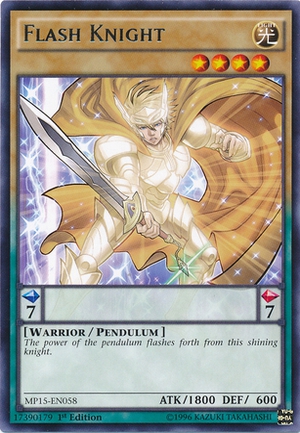 FLASH KNIGHT
LIGHT
光
7
7
[WARRIOR / PENDULUM]
The power of the pendulum flashes forth from this shining
knight.
MP15-EN058
ATK/1800 DEF/ 600
17390179 1st Edition
©1996 KAZUKI TAKAHASHI